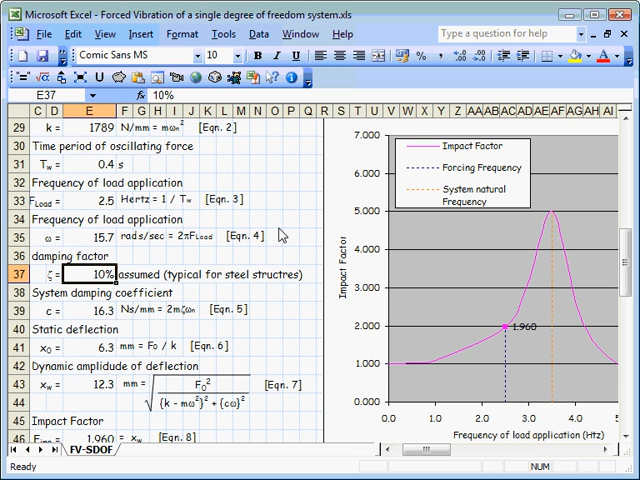 Microsoft Excel - Forced Vibration of a single degree of freedom system.xls
File Edit View Insert Format Tools Data Window Help
Type a question for help
Comic Sans MS 10 B I U
E37 fx 10%
C D E F G H I J K L M N O P Q R S T U V W X Y Z AA AB AC AD AE AF AG AH AI
29 k = 1789 N/mm = mωn² [Eqn. 2]
30 Time period of oscillating force
31 Tw = 0.4 s
32 Frequency of load application
33 FLoad = 2.5 Hertz = 1 / Tw [Eqn. 3]
34 Frequency of load application
35 ω = 15.7 rads/sec = 2πFLoad [Eqn. 4]
36 damping factor
37 ζ = 10% assumed (typical for steel structres)
38 System damping coefficient
39 c = 16.3 Ns/mm = 2mζωn [Eqn. 5]
40 Static deflection
41 x0 = 6.3 mm = F0 / k [Eqn. 6]
42 Dynamic amplidude of deflection
43 xw = 12.3 mm = √ F0² / {k - mω²}² + {cω}² [Eqn. 7]
44
45 Impact Factor
46 1.960 = xw [Eqn. 8]
7.000
6.000
5.000
4.000
3.000
2.000
1.000
0.000
Impact Factor
Impact Factor
Forcing Frequency
System natural
Frequency
1.960
0.0 1.0 2.0 3.0 4.0 5
Frequency of load application (Htz)
FV-SDOF
Ready
NUM